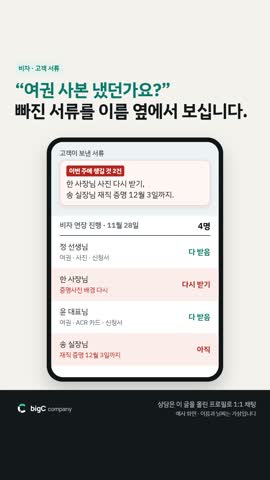 비자 · 고객 서류
“여권 사본 냈던가요?”
빠진 서류를 이름 옆에서 보십니다.
고객이 보낸 서류
이번 주에 챙길 것 2건
한 사장님 사진 다시 받기,
송 실장님 재직 증명 12월 3일까지.
비자 연장 진행 · 11월 28일 4명
정 선생님 다 받음
여권 · 사진 · 신청서
한 사장님 다시 받기
증명사진 배경 다시
윤 대표님 다 받음
여권 · ACR 카드 · 신청서
송 실장님 아직
재직 증명 12월 3일까지
bigC company
상담은 이 글을 올린 프로필로 1:1 채팅
예시 화면 · 이름과 날짜는 가상입니다